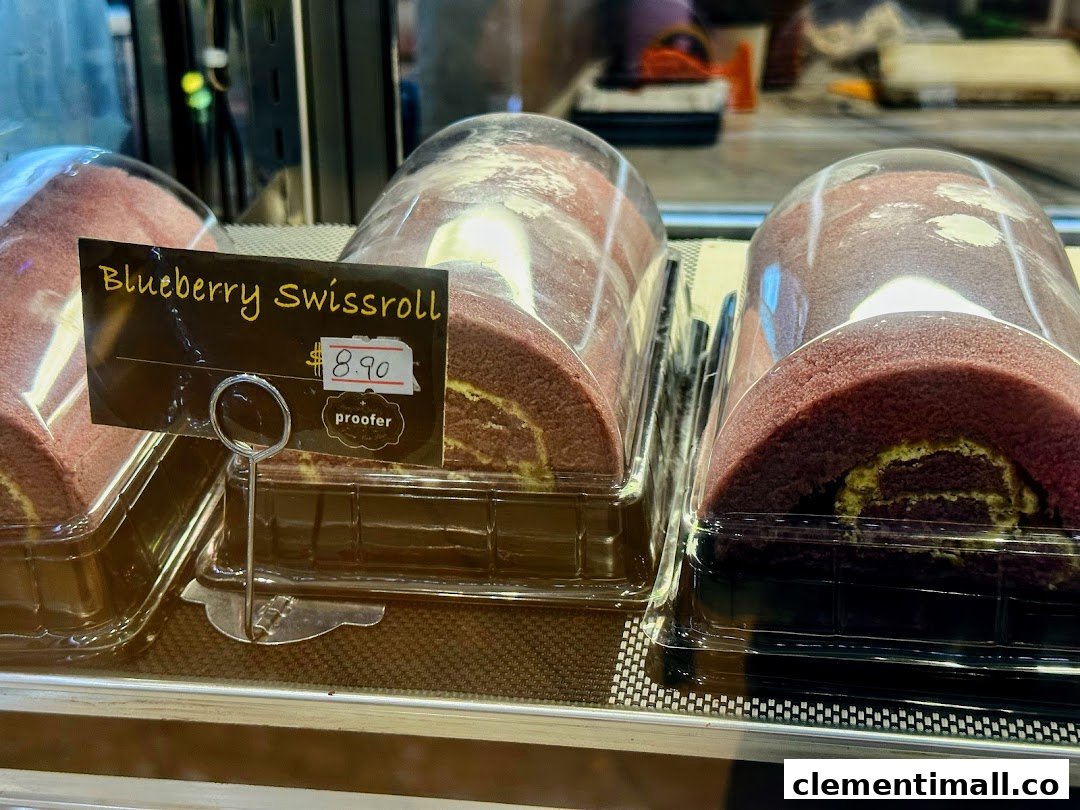 Blueberry Swissroll
$ 8.90
proofer
clementimall.co